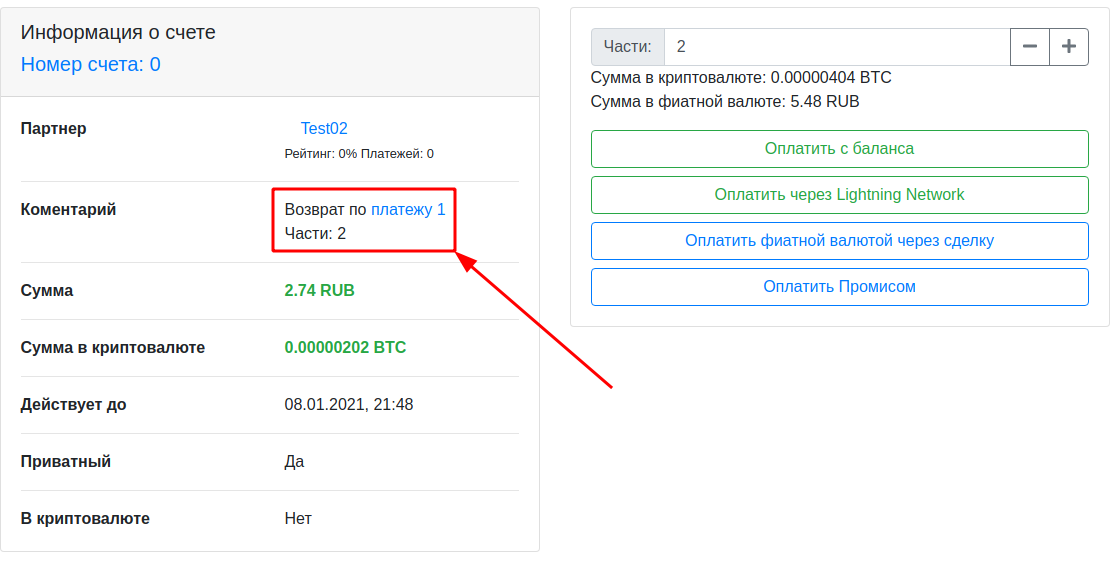 Информация о счете
Номер счета: 0
Партнер
Test02
Рейтинг: 0% Платежей: 0
Коментарий
Возврат по платежу 1
Части: 2
Сумма
2.74 RUB
Сумма в криптовалюте
0.00000202 BTC
Действует до
08.01.2021, 21:48
Приватный
Да
В криптовалюте
Нет
Части: 2
Сумма в криптовалюте: 0.00000404 BTC
Сумма в фиатной валюте: 5.48 RUB
Оплатить с баланса
Оплатить через Lightning Network
Оплатить фиатной валютой через сделку
Оплатить Промисом